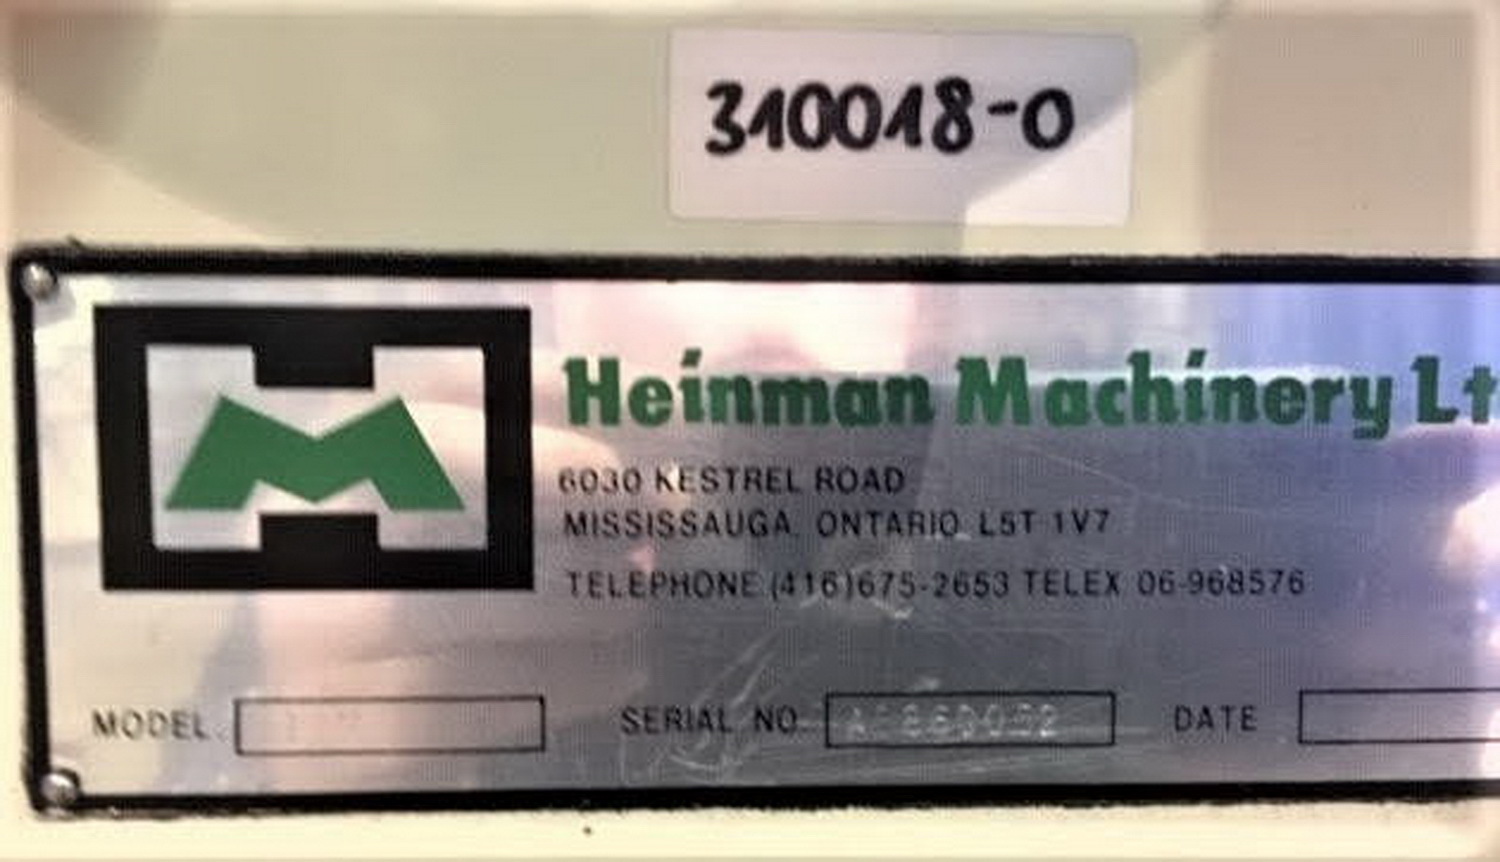 310018-0
Heinman Machinery Lt
6030 KESTREL ROAD
MISSISSAUGA, ONTARIO L5T 1V7
TELEPHONE (416)675-2653 TELEX 06-968576
MODEL SERIAL NO. DATE